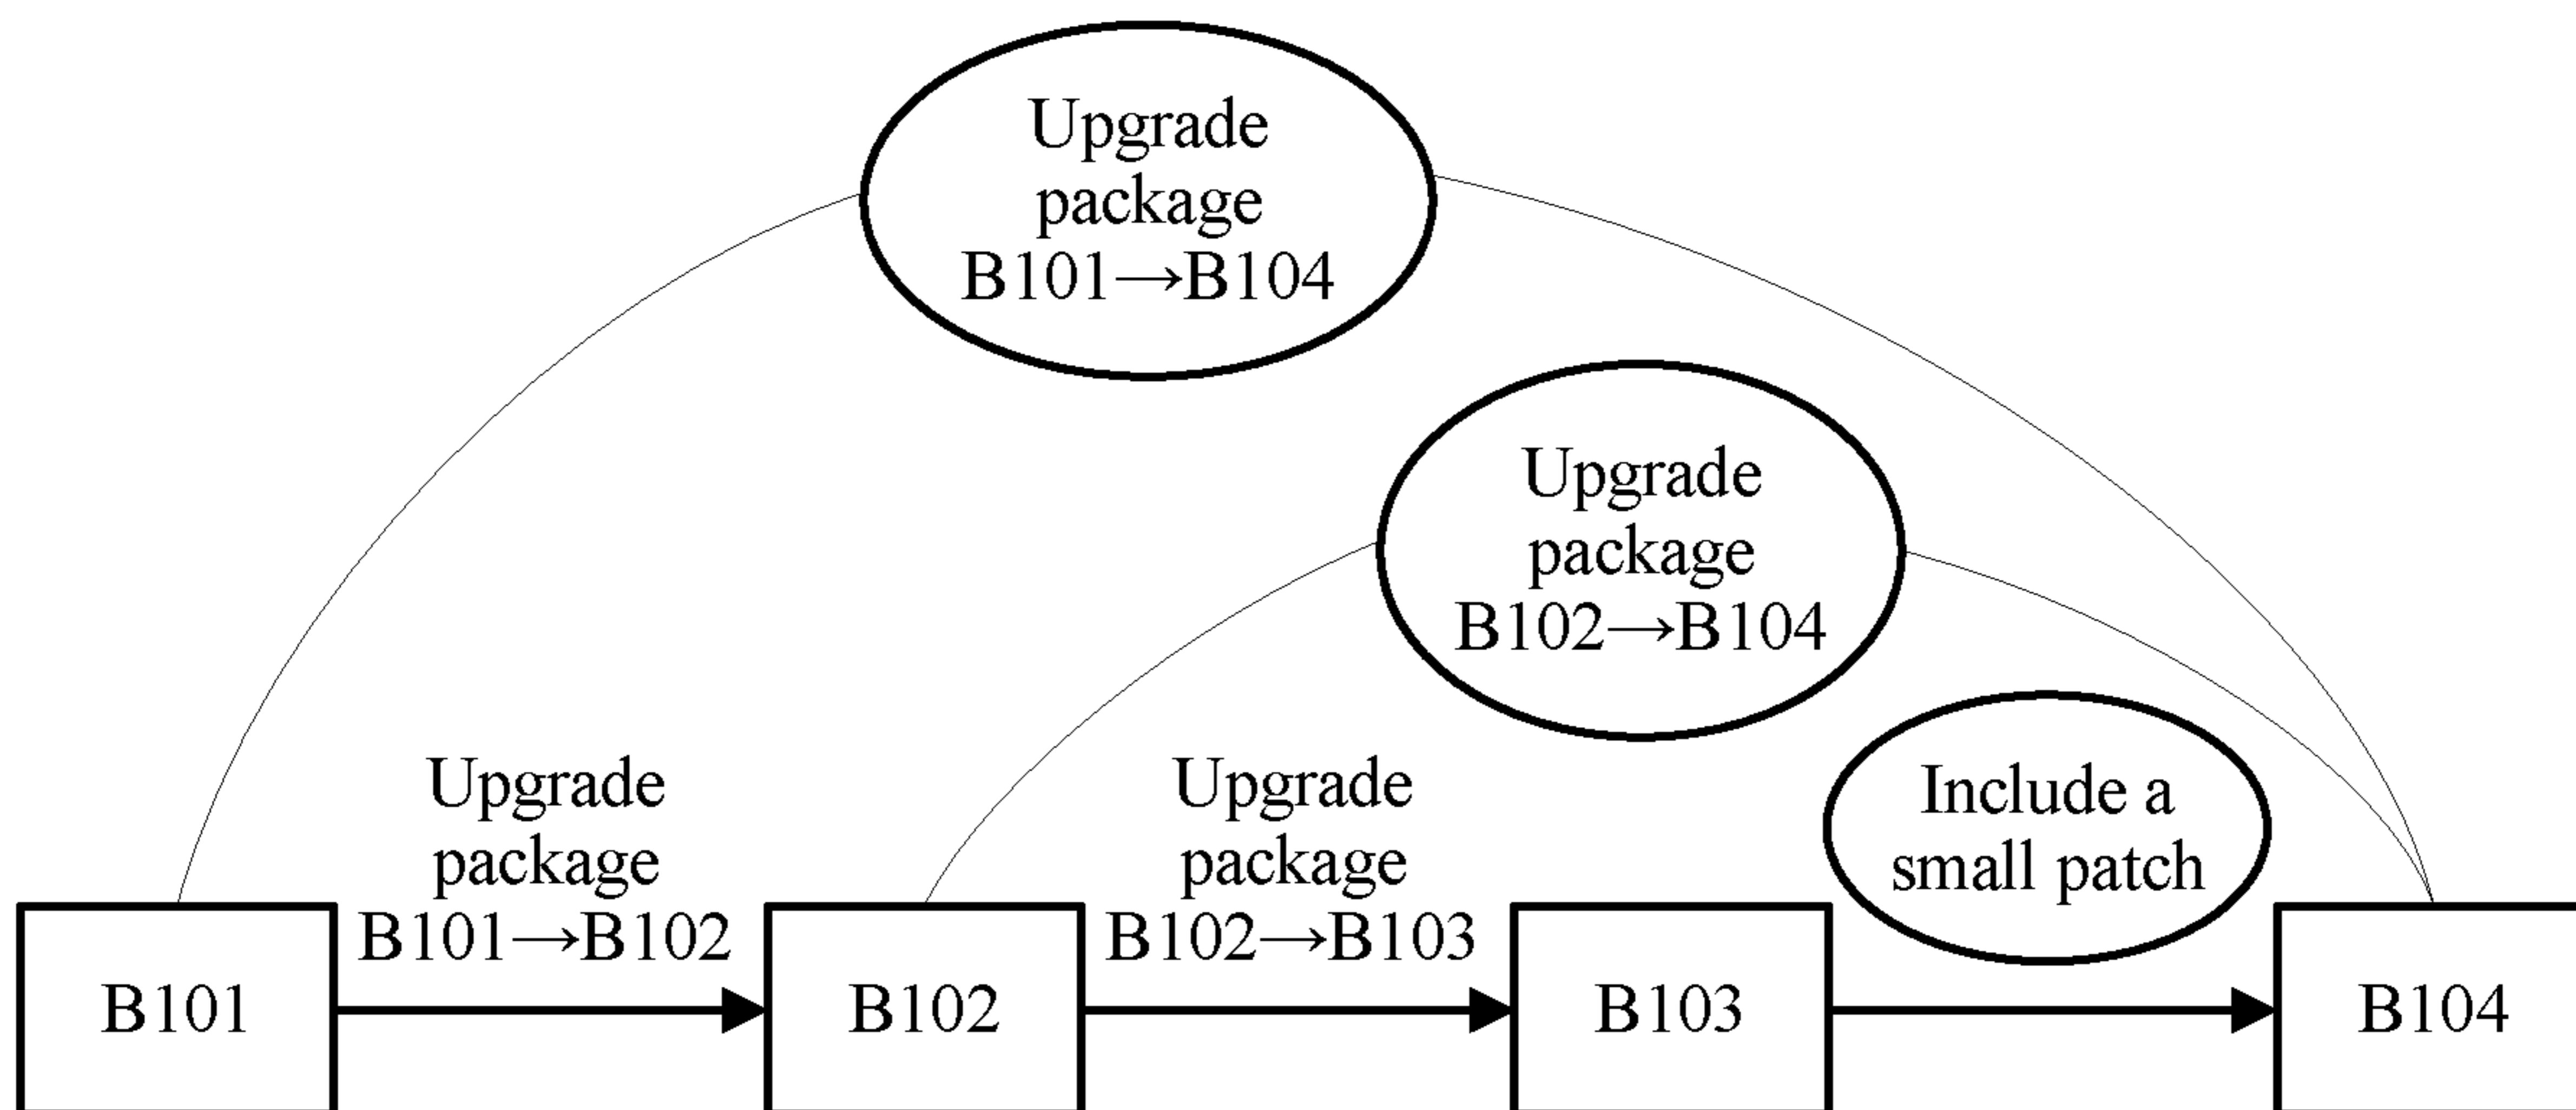 Upgrade
package
B101→B104
Upgrade
package
B102→B104
Upgrade
package
B101→B102
Upgrade
package
B102→B103
Include a
small patch
B101
B102
B103
B104